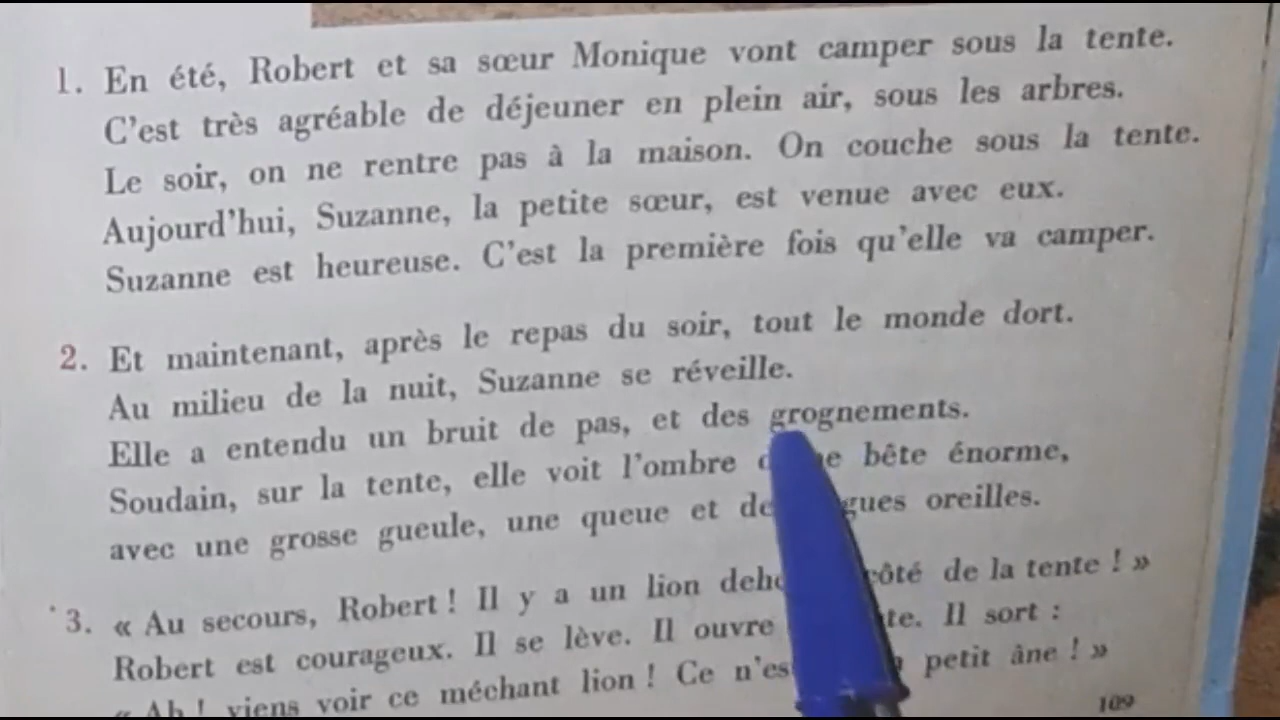 1. En été, Robert et sa sœur Monique vont camper sous la tente.
C'est très agréable de déjeuner en plein air, sous les arbres.
Le soir, on ne rentre pas à la maison. On couche sous la tente.
Aujourd'hui, Suzanne, la petite sœur, est venue avec eux.
Suzanne est heureuse. C'est la première fois qu'elle va camper.
2. Et maintenant, après le repas du soir, tout le monde dort.
Au milieu de la nuit, Suzanne se réveille.
Elle a entendu un bruit de pas, et des grognements.
Soudain, sur la tente, elle voit l'ombre bête énorme,
avec une grosse gueule, une queue et oreilles.
3. « Au secours, Robert ! Il y a un lion côté de la tente ! »
Robert est courageux. Il se lève. Il ouvre Il sort :
« Ah ! viens voir ce méchant lion ! Ce petit âne ! »
109